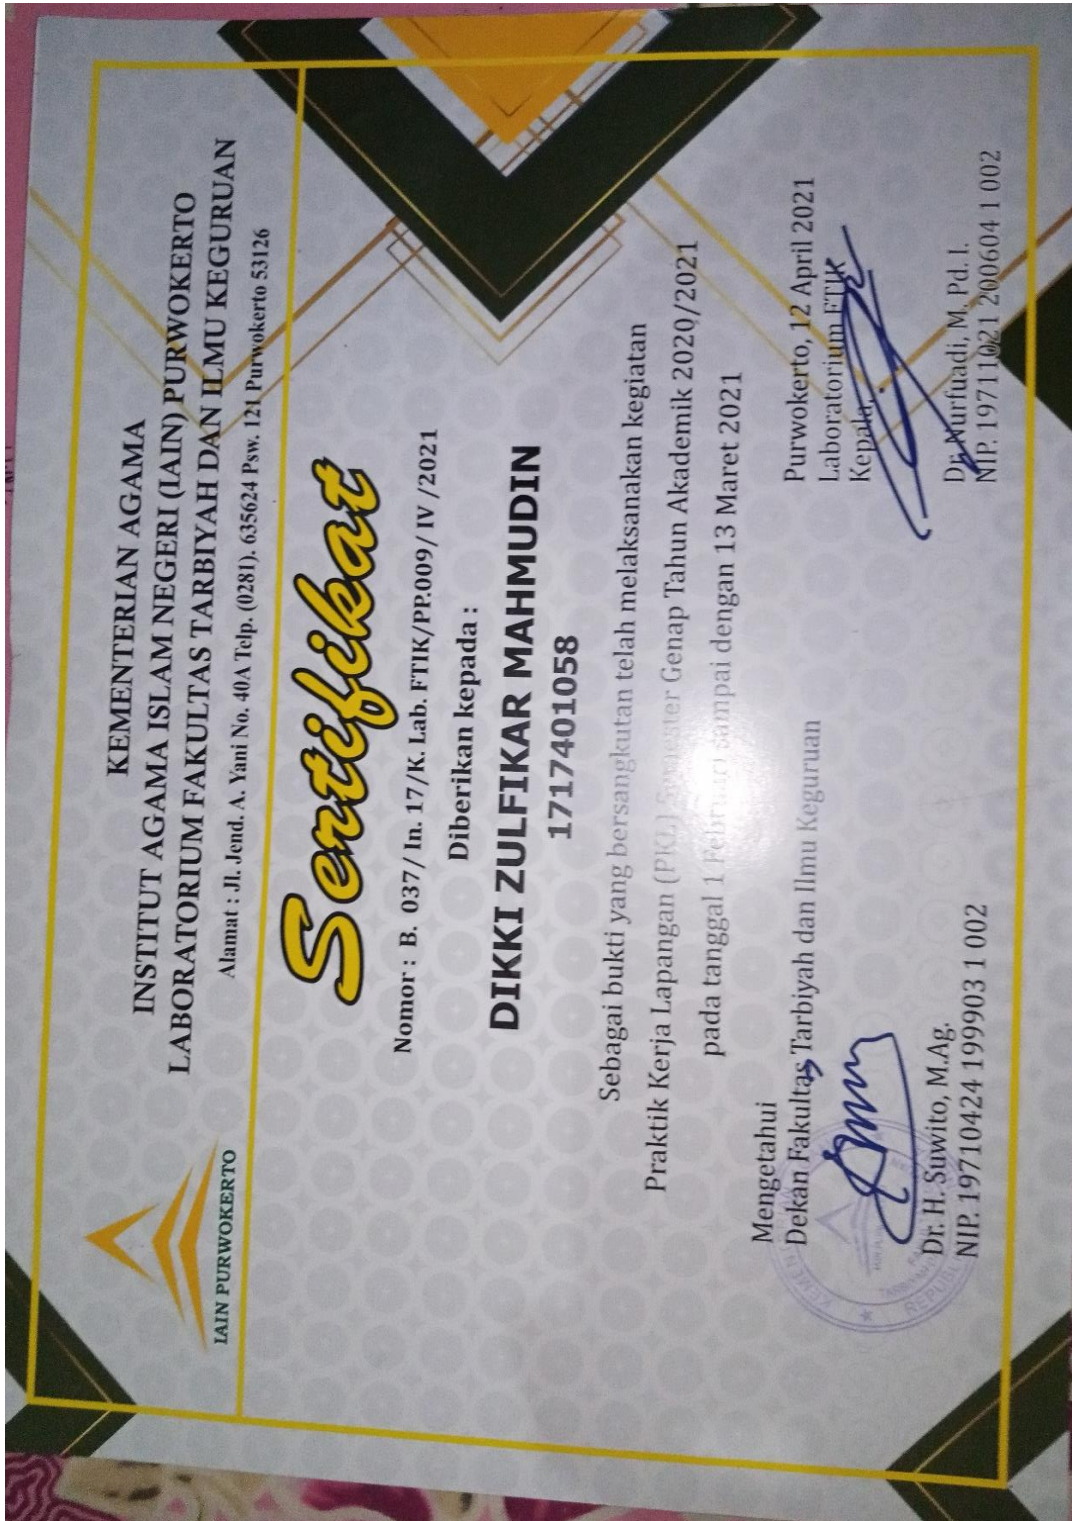 KEMENTERIAN AGAMA
INSTITUT AGAMA ISLAM NEGERI (IAIN) PURWOKERTO
LABORATORIUM FAKULTAS TARBIYAH DAN ILMU KEGURUAN
Alamat : Jl. Jend. A. Yani No. 40A Telp. (0281). 635624 Psw. 121 Purwokerto 53126
IAIN PURWOKERTO
Sertifikat
Nomor : B. 037 / In. 17/K. Lab. FTIK/PP.009/ IV /2021
Diberikan kepada :
DIKKI ZULFIKAR MAHMUDIN
1717401058
Sebagai bukti yang bersangkutan telah melaksanakan kegiatan
Praktik Kerja Lapangan (PKL) Semester Genap Tahun Akademik 2020/2021
pada tanggal 1 Februari sampai dengan 13 Maret 2021
Mengetahui
Dekan Fakultas Tarbiyah dan Ilmu Keguruan
Dr. H. Suwito, M.Ag.
NIP. 19710424 199903 1 002
Purwokerto, 12 April 2021
Laboratorium FTIK
Kepala,
Dr. Nurfuadi, M. Pd. I.
NIP. 19711021 200604 1 002